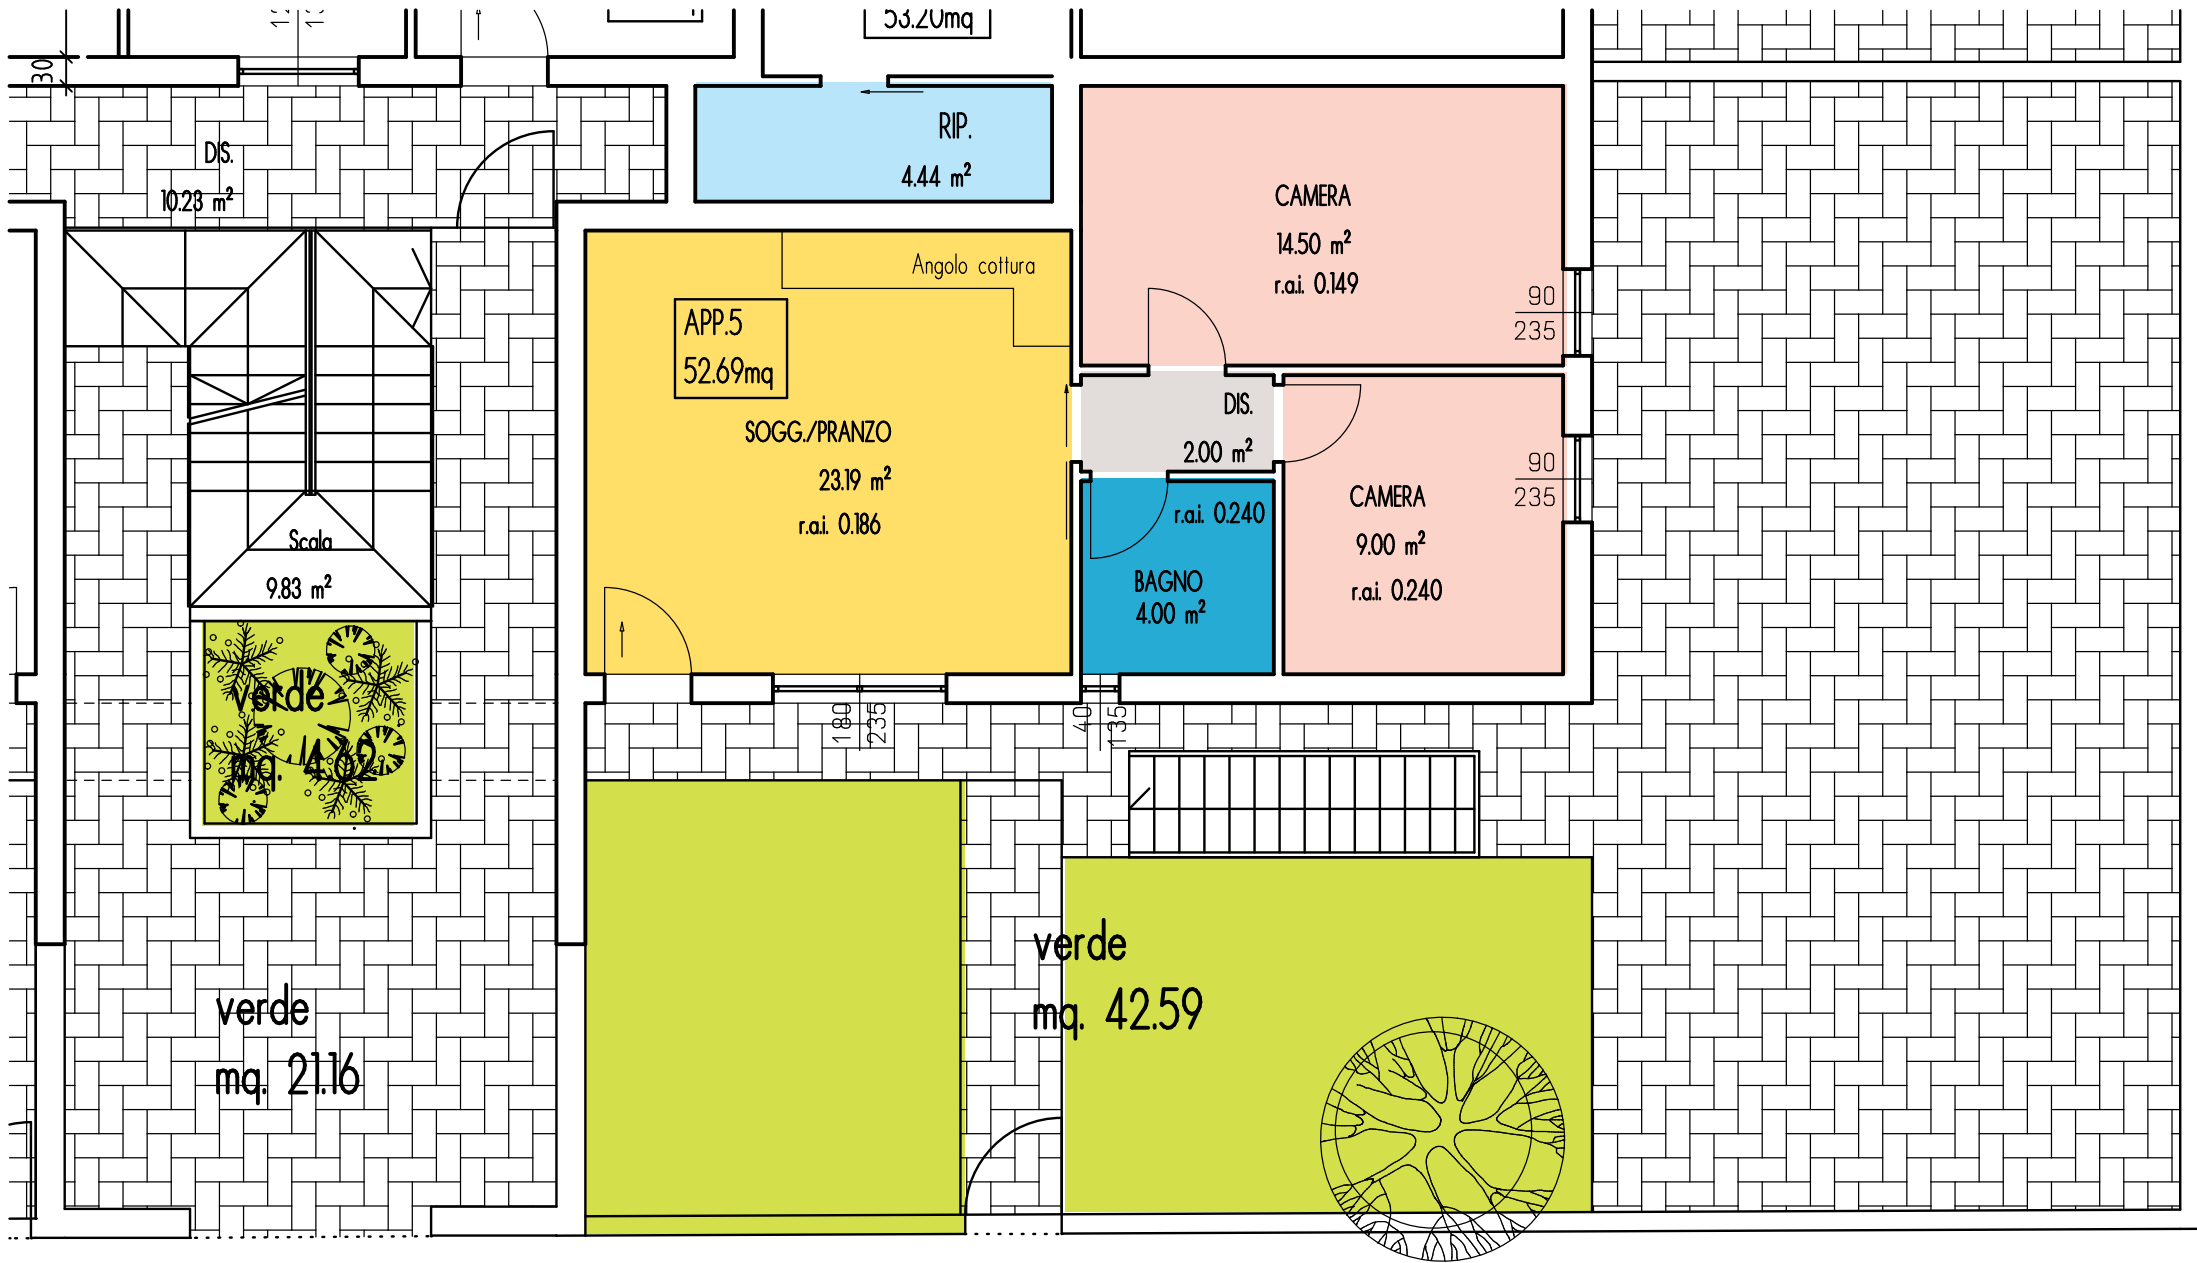 53.20mq
30
RIP.
4.44 m²
DIS.
10.23 m²
CAMERA
14.50 m²
r.a.i. 0.149
90
235
Angolo cottura
APP.5
52.69mq
SOGG./PRANZO
23.19 m²
r.a.i. 0.186
DIS.
2.00 m²
90
235
CAMERA
9.00 m²
r.a.i. 0.240
r.a.i. 0.240
BAGNO
4.00 m²
Scala
9.83 m²
verde
mq. 4.62
180
235
40
135
verde
mq. 42.59
verde
mq. 21.16